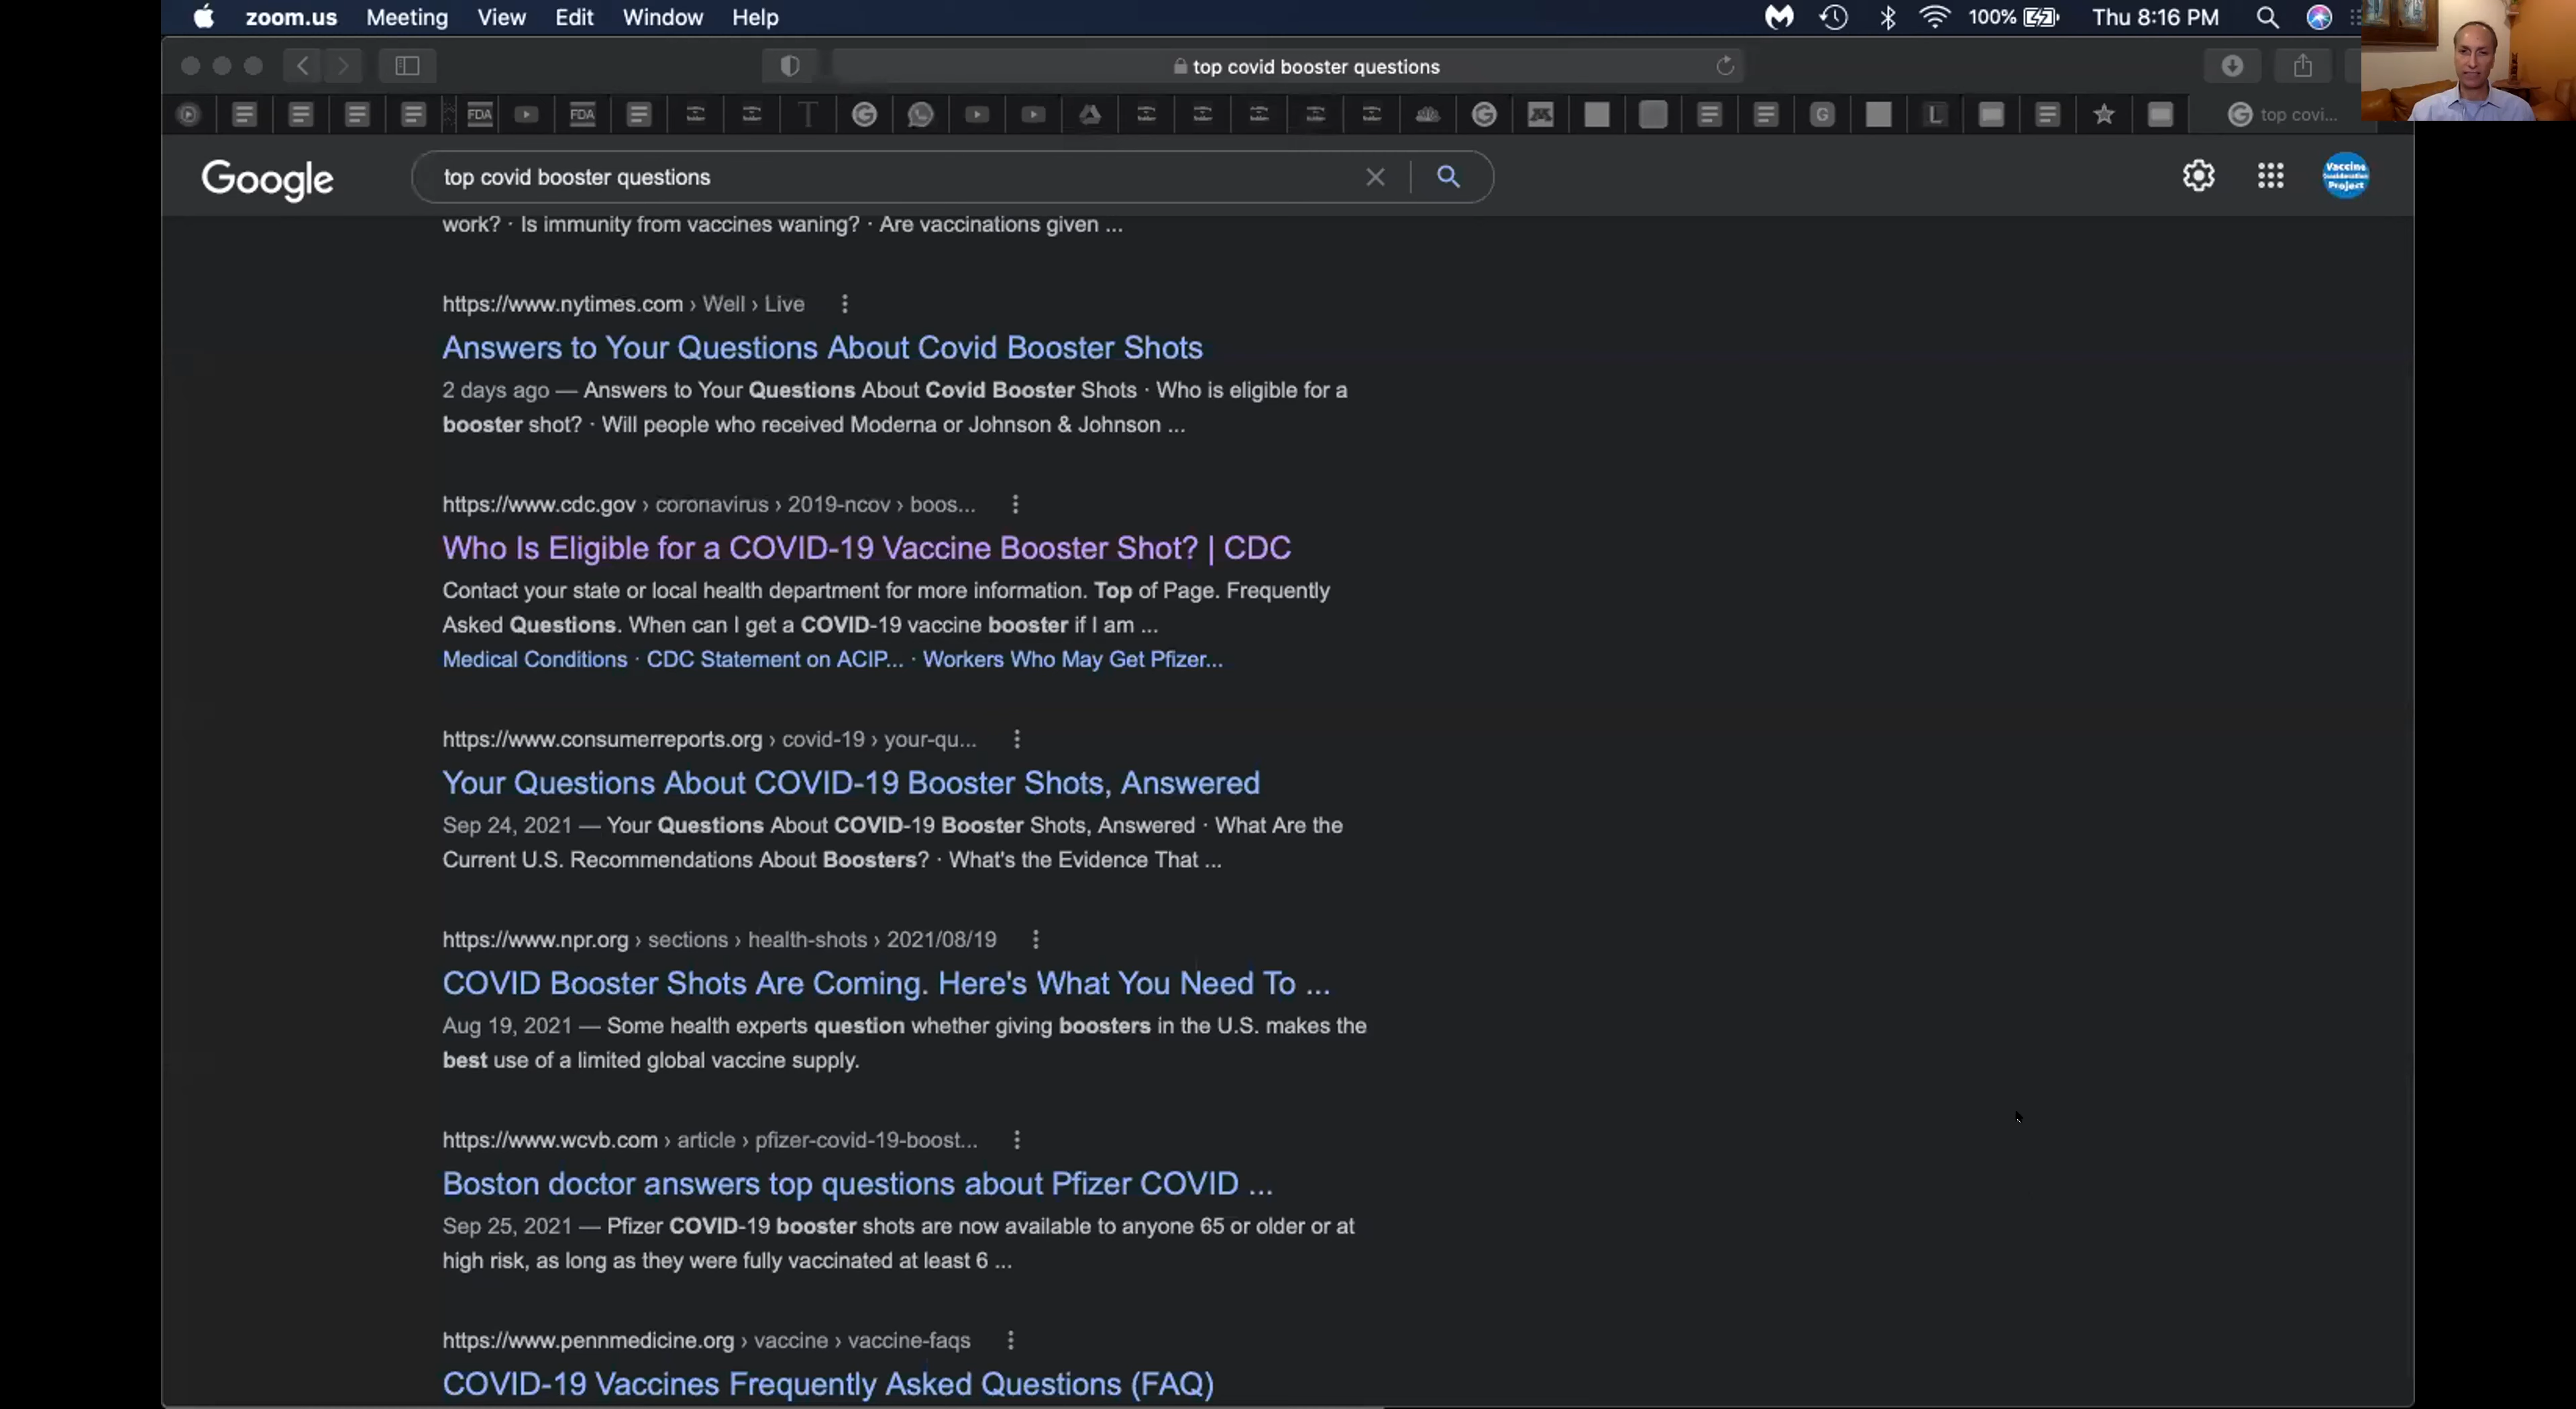 zoom.us Meeting View Edit Window Help 100% Thu 8:16 PM
top covid booster questions
FDA FDA T G L top covi...
Google top covid booster questions Vaccine Consideration Project
work? · Is immunity from vaccines waning? · Are vaccinations given ...
https://www.nytimes.com › Well › Live
Answers to Your Questions About Covid Booster Shots
2 days ago — Answers to Your Questions About Covid Booster Shots · Who is eligible for a
booster shot? · Will people who received Moderna or Johnson & Johnson ...
https://www.cdc.gov › coronavirus › 2019-ncov › boos...
Who Is Eligible for a COVID-19 Vaccine Booster Shot? | CDC
Contact your state or local health department for more information. Top of Page. Frequently
Asked Questions. When can I get a COVID-19 vaccine booster if I am ...
Medical Conditions · CDC Statement on ACIP... · Workers Who May Get Pfizer...
https://www.consumerreports.org › covid-19 › your-qu...
Your Questions About COVID-19 Booster Shots, Answered
Sep 24, 2021 — Your Questions About COVID-19 Booster Shots, Answered · What Are the
Current U.S. Recommendations About Boosters? · What's the Evidence That ...
https://www.npr.org › sections › health-shots › 2021/08/19
COVID Booster Shots Are Coming. Here's What You Need To ...
Aug 19, 2021 — Some health experts question whether giving boosters in the U.S. makes the
best use of a limited global vaccine supply.
https://www.wcvb.com › article › pfizer-covid-19-boost...
Boston doctor answers top questions about Pfizer COVID ...
Sep 25, 2021 — Pfizer COVID-19 booster shots are now available to anyone 65 or older or at
high risk, as long as they were fully vaccinated at least 6 ...
https://www.pennmedicine.org › vaccine › vaccine-faqs
COVID-19 Vaccines Frequently Asked Questions (FAQ)